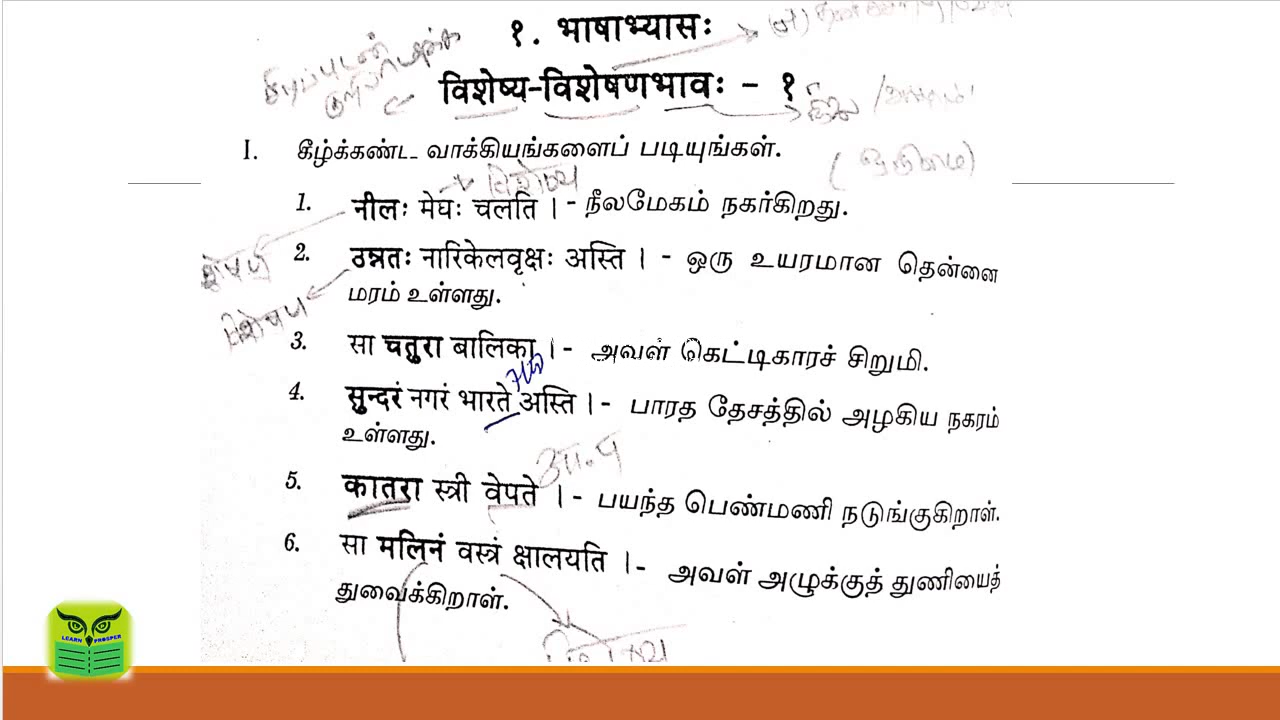 १. भाषाभ्यासः
विशेष्य-विशेषणभावः - १
I. கீழ்க்கண்ட வாக்கியங்களைப் படியுங்கள்.
विशेष्य
1. नीलः मेघः चलति । - நீலமேகம் நகர்கிறது.
2. उन्नतः नारिकेलवृक्षः अस्ति । - ஒரு உயரமான தென்னை
மரம் உள்ளது.
विशेषण
3. सा चतुरा बालिका । - அவள் கெட்டிகாரச் சிறுமி.
4. सुन्दरं नगरं भारते अस्ति । - பாரத தேசத்தில் அழகிய நகரம்
உள்ளது.
5. कातरा स्त्री वेपते । - பயந்த பெண்மணி நடுங்குகிறாள்.
6. सा मलिनं वस्त्रं क्षालयति । - அவள் அழுக்குத் துணியைத்
துவைக்கிறாள்.
LEARN PROSPER